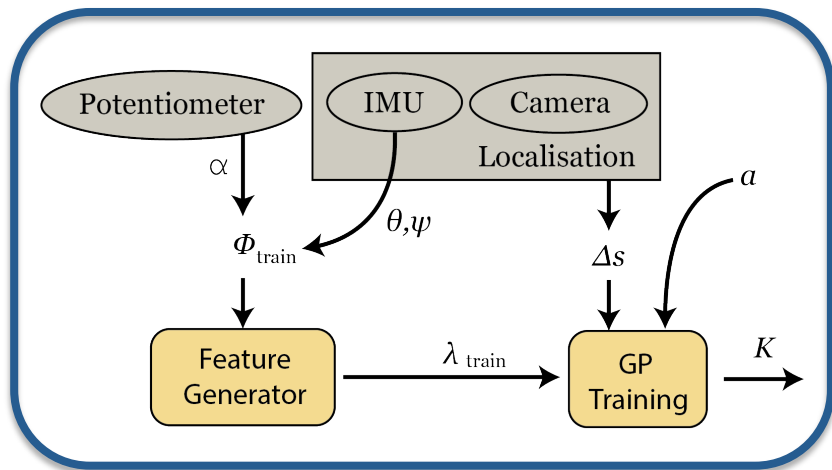 Potentiometer
IMU
Camera
Localisation
α
θ,ψ
a
Φtrain
Δs
Feature
Generator
λ train
GP
Training
K